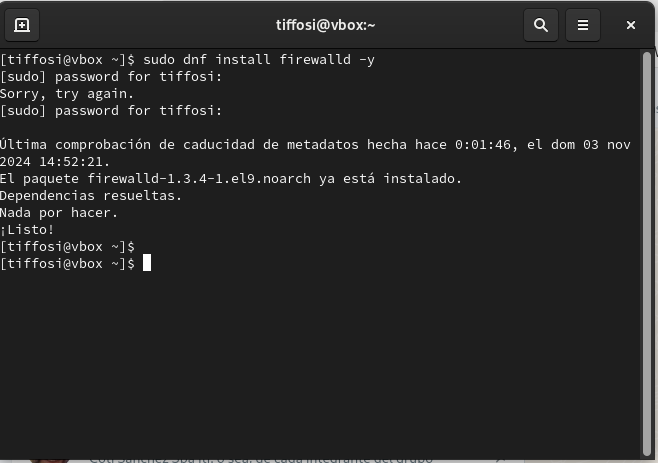 tiffosi@vbox:~
[tiffosi@vbox ~]$ sudo dnf install firewalld -y
[sudo] password for tiffosi:
Sorry, try again.
[sudo] password for tiffosi:
Última comprobación de caducidad de metadatos hecha hace 0:01:46, el dom 03 nov
2024 14:52:21.
El paquete firewalld-1.3.4-1.el9.noarch ya está instalado.
Dependencias resueltas.
Nada por hacer.
¡Listo!
[tiffosi@vbox ~]$
[tiffosi@vbox ~]$